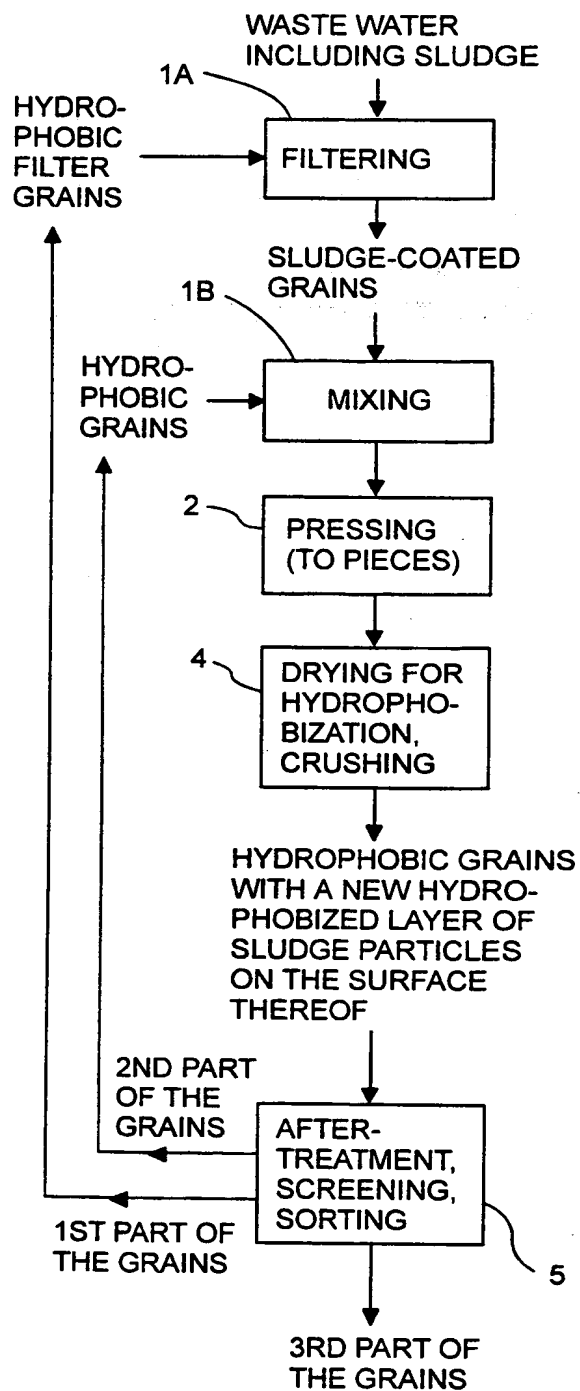 WASTE WATER
INCLUDING SLUDGE
1A
HYDRO-
PHOBIC
FILTER
GRAINS
FILTERING
SLUDGE-COATED
GRAINS
1B
HYDRO-
PHOBIC
GRAINS
MIXING
2
PRESSING
(TO PIECES)
4
DRYING FOR
HYDROPHO-
BIZATION,
CRUSHING
HYDROPHOBIC GRAINS
WITH A NEW HYDRO-
PHOBIZED LAYER OF
SLUDGE PARTICLES
ON THE SURFACE
THEREOF
2ND PART
OF THE
GRAINS
AFTER-
TREATMENT,
SCREENING,
SORTING
1ST PART OF
THE GRAINS
5
3RD PART OF
THE GRAINS